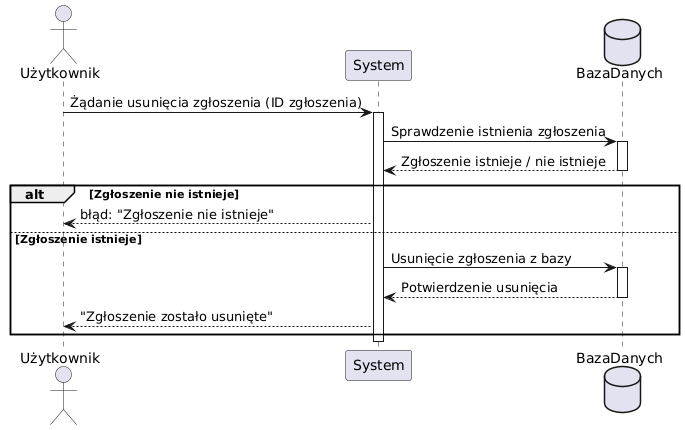 Użytkownik
System
BazaDanych
Żądanie usunięcia zgłoszenia (ID zgłoszenia)
Sprawdzenie istnienia zgłoszenia
Zgłoszenie istnieje / nie istnieje
alt
[Zgłoszenie nie istnieje]
błąd: "Zgłoszenie nie istnieje"
[Zgłoszenie istnieje]
Usunięcie zgłoszenia z bazy
Potwierdzenie usunięcia
"Zgłoszenie zostało usunięte"
Użytkownik
System
BazaDanych